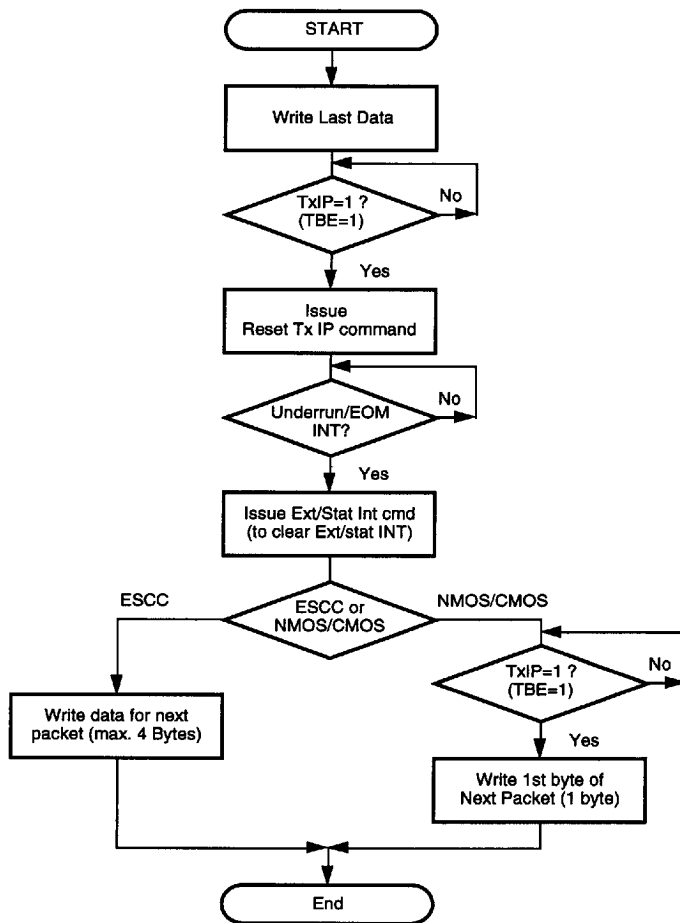 START
Write Last Data
TxIP=1 ?
(TBE=1)
No
Yes
Issue
Reset Tx IP command
Underrun/EOM
INT?
No
Yes
Issue Ext/Stat Int cmd
(to clear Ext/stat INT)
ESCC
ESCC or
NMOS/CMOS
NMOS/CMOS
TxIP=1 ?
(TBE=1)
No
Yes
Write data for next
packet (max. 4 Bytes)
Write 1st byte of
Next Packet (1 byte)
End